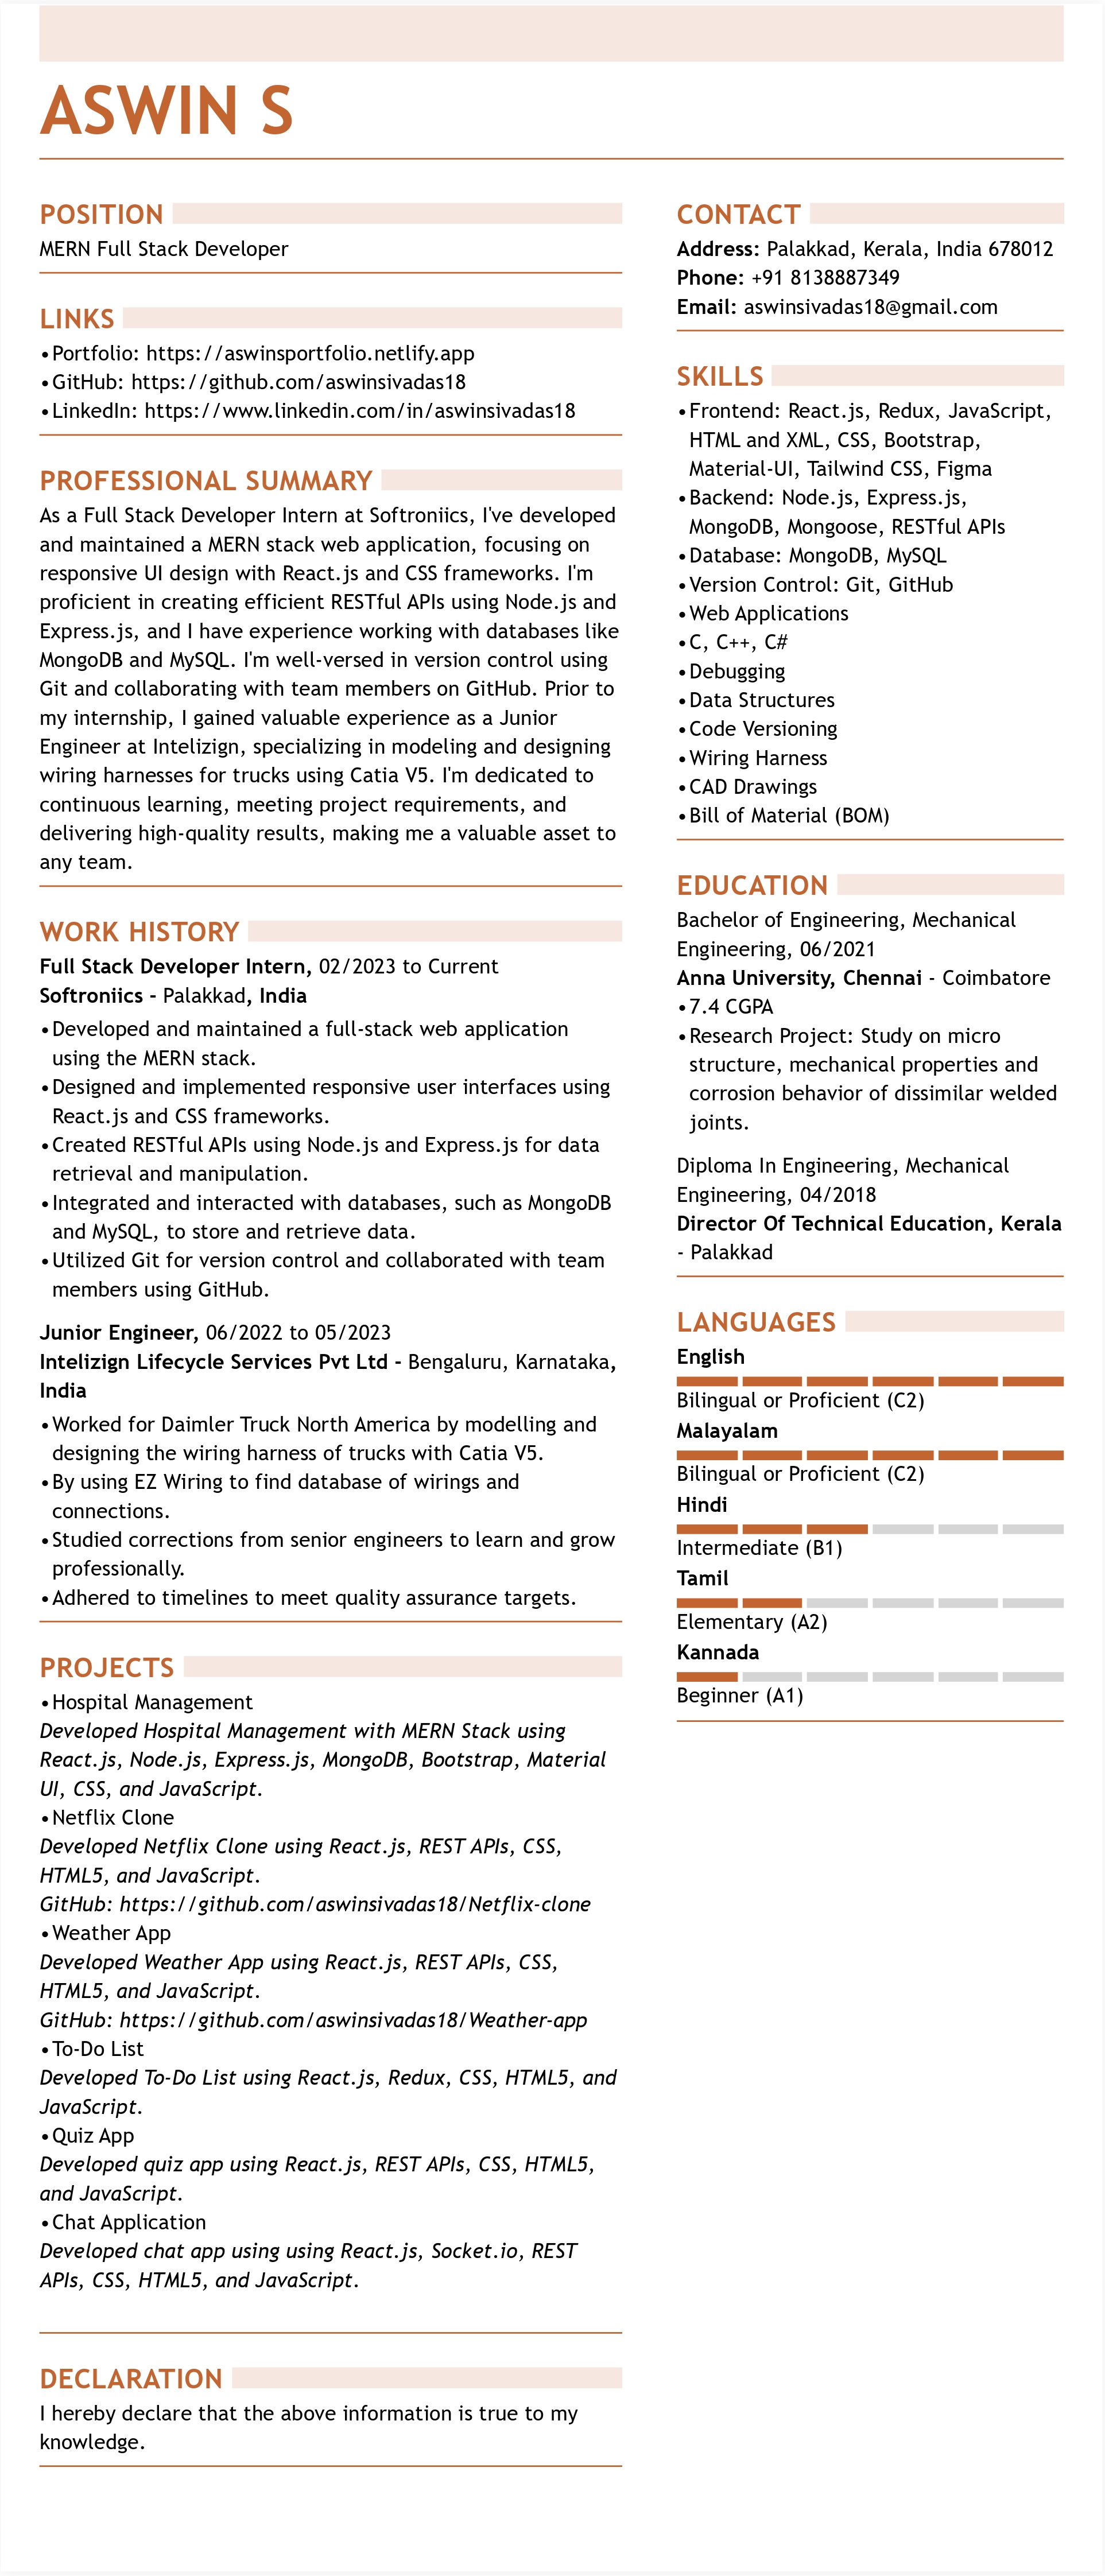 ASWIN S
POSITION
MERN Full Stack Developer
LINKS
•Portfolio: https://aswinsportfolio.netlify.app
•GitHub: https://github.com/aswinsivadas18
•LinkedIn: https://www.linkedin.com/in/aswinsivadas18
PROFESSIONAL SUMMARY
As a Full Stack Developer Intern at Softroniics, I've developed
and maintained a MERN stack web application, focusing on
responsive UI design with React.js and CSS frameworks. I'm
proficient in creating efficient RESTful APIs using Node.js and
Express.js, and I have experience working with databases like
MongoDB and MySQL. I'm well-versed in version control using
Git and collaborating with team members on GitHub. Prior to
my internship, I gained valuable experience as a Junior
Engineer at Intelizign, specializing in modeling and designing
wiring harnesses for trucks using Catia V5. I'm dedicated to
continuous learning, meeting project requirements, and
delivering high-quality results, making me a valuable asset to
any team.
WORK HISTORY
Full Stack Developer Intern, 02/2023 to Current
Softroniics - Palakkad, India
•Developed and maintained a full-stack web application
using the MERN stack.
•Designed and implemented responsive user interfaces using
React.js and CSS frameworks.
•Created RESTful APIs using Node.js and Express.js for data
retrieval and manipulation.
•Integrated and interacted with databases, such as MongoDB
and MySQL, to store and retrieve data.
•Utilized Git for version control and collaborated with team
members using GitHub.
Junior Engineer, 06/2022 to 05/2023
Intelizign Lifecycle Services Pvt Ltd - Bengaluru, Karnataka,
India
•Worked for Daimler Truck North America by modelling and
designing the wiring harness of trucks with Catia V5.
•By using EZ Wiring to find database of wirings and
connections.
•Studied corrections from senior engineers to learn and grow
professionally.
•Adhered to timelines to meet quality assurance targets.
PROJECTS
•Hospital Management
Developed Hospital Management with MERN Stack using
React.js, Node.js, Express.js, MongoDB, Bootstrap, Material
UI, CSS, and JavaScript.
•Netflix Clone
Developed Netflix Clone using React.js, REST APIs, CSS,
HTML5, and JavaScript.
GitHub: https://github.com/aswinsivadas18/Netflix-clone
•Weather App
Developed Weather App using React.js, REST APIs, CSS,
HTML5, and JavaScript.
GitHub: https://github.com/aswinsivadas18/Weather-app
•To-Do List
Developed To-Do List using React.js, Redux, CSS, HTML5, and
JavaScript.
•Quiz App
Developed quiz app using React.js, REST APIs, CSS, HTML5,
and JavaScript.
•Chat Application
Developed chat app using using React.js, Socket.io, REST
APIs, CSS, HTML5, and JavaScript.
DECLARATION
I hereby declare that the above information is true to my
knowledge.
CONTACT
Address: Palakkad, Kerala, India 678012
Phone: +91 8138887349
Email: aswinsivadas18@gmail.com
SKILLS
•Frontend: React.js, Redux, JavaScript,
HTML and XML, CSS, Bootstrap,
Material-UI, Tailwind CSS, Figma
•Backend: Node.js, Express.js,
MongoDB, Mongoose, RESTful APIs
•Database: MongoDB, MySQL
•Version Control: Git, GitHub
•Web Applications
•C, C++, C#
•Debugging
•Data Structures
•Code Versioning
•Wiring Harness
•CAD Drawings
•Bill of Material (BOM)
EDUCATION
Bachelor of Engineering, Mechanical
Engineering, 06/2021
Anna University, Chennai - Coimbatore
•7.4 CGPA
•Research Project: Study on micro
structure, mechanical properties and
corrosion behavior of dissimilar welded
joints.
Diploma In Engineering, Mechanical
Engineering, 04/2018
Director Of Technical Education, Kerala
- Palakkad
LANGUAGES
English
Bilingual or Proficient (C2)
Malayalam
Bilingual or Proficient (C2)
Hindi
Intermediate (B1)
Tamil
Elementary (A2)
Kannada
Beginner (A1)